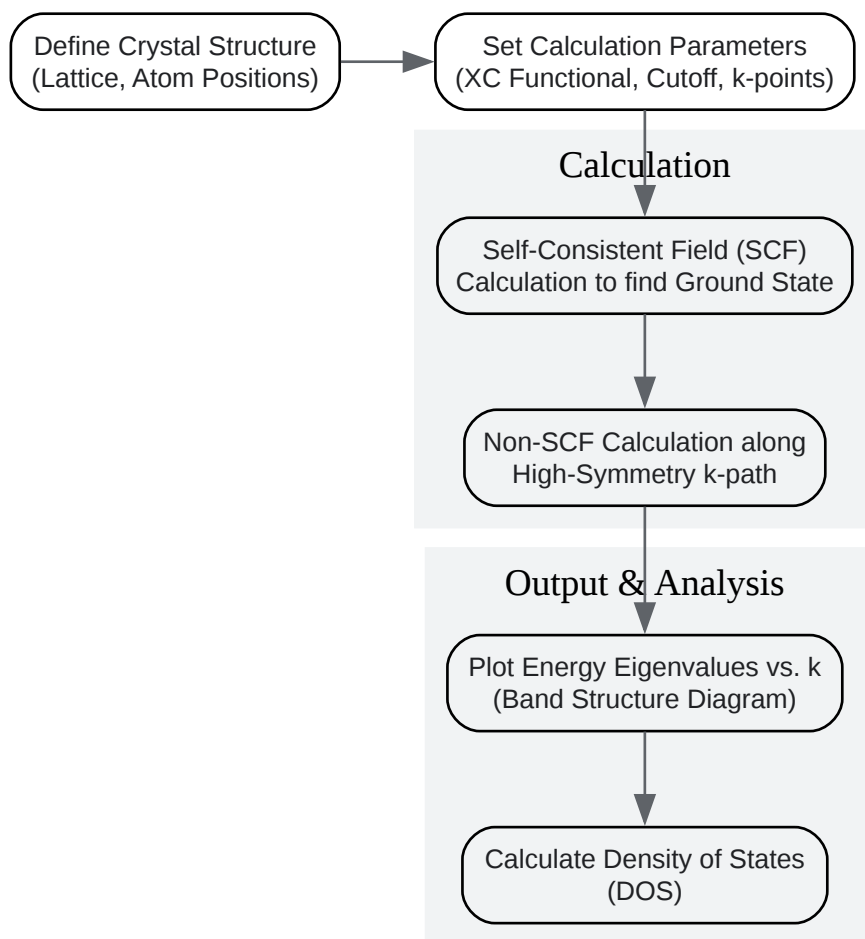 Define Crystal Structure
(Lattice, Atom Positions)
Set Calculation Parameters
(XC Functional, Cutoff, k-points)
Calculation
Self-Consistent Field (SCF)
Calculation to find Ground State
Non-SCF Calculation along
High-Symmetry k-path
Output & Analysis
Plot Energy Eigenvalues vs. k
(Band Structure Diagram)
Calculate Density of States
(DOS)